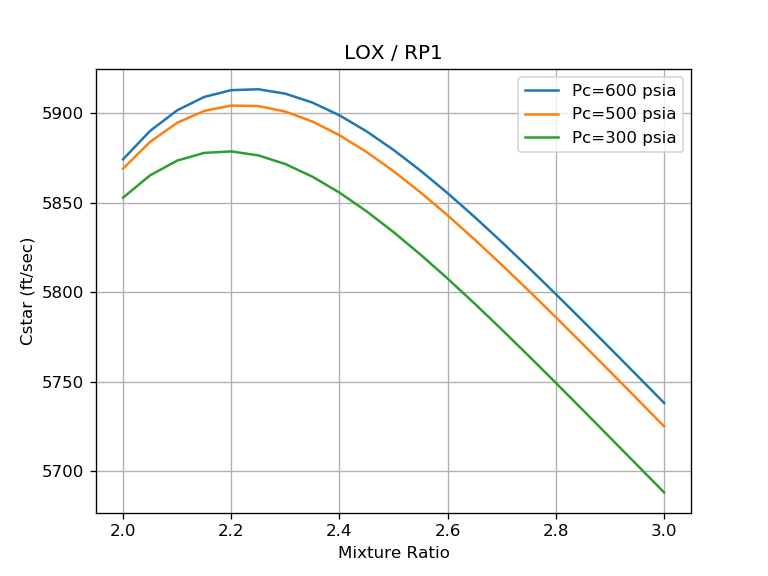 LOX / RP1
Pc=600 psia
Pc=500 psia
Pc=300 psia
Cstar (ft/sec)
5900
5850
5800
5750
5700
2.0 2.2 2.4 2.6 2.8 3.0
Mixture Ratio